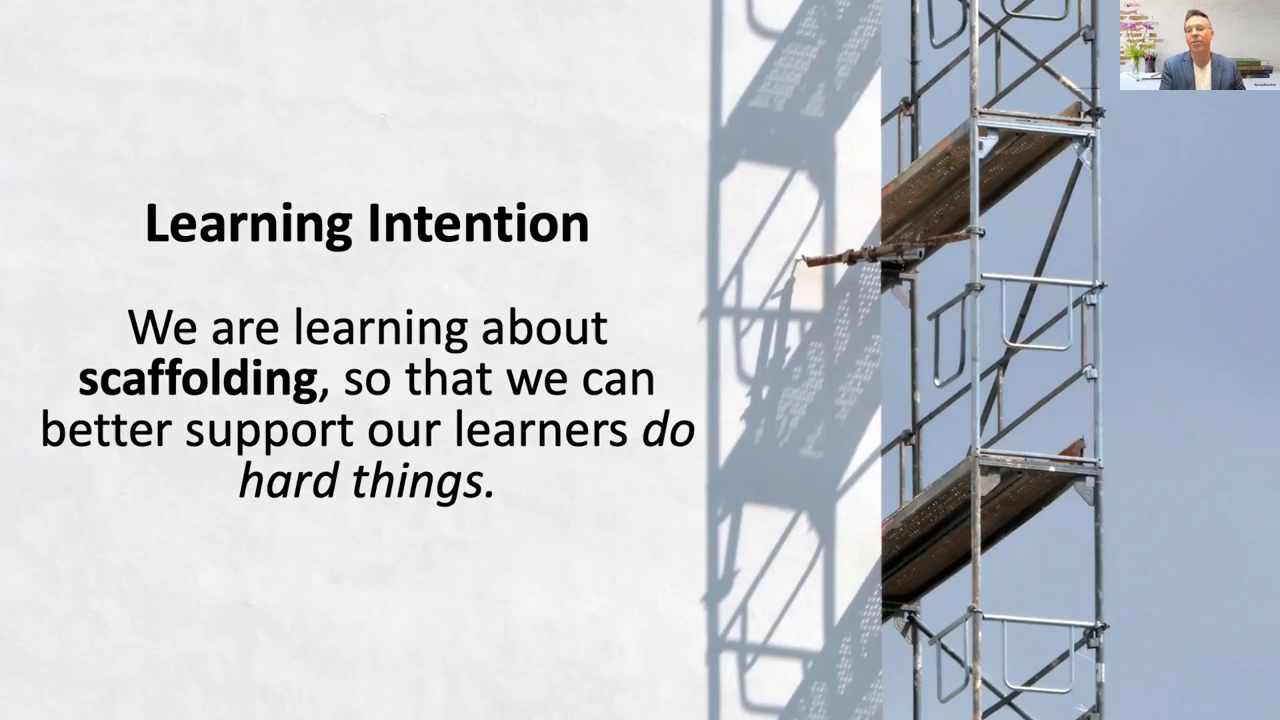 Learning Intention
We are learning about
scaffolding, so that we can
better support our learners do
hard things.